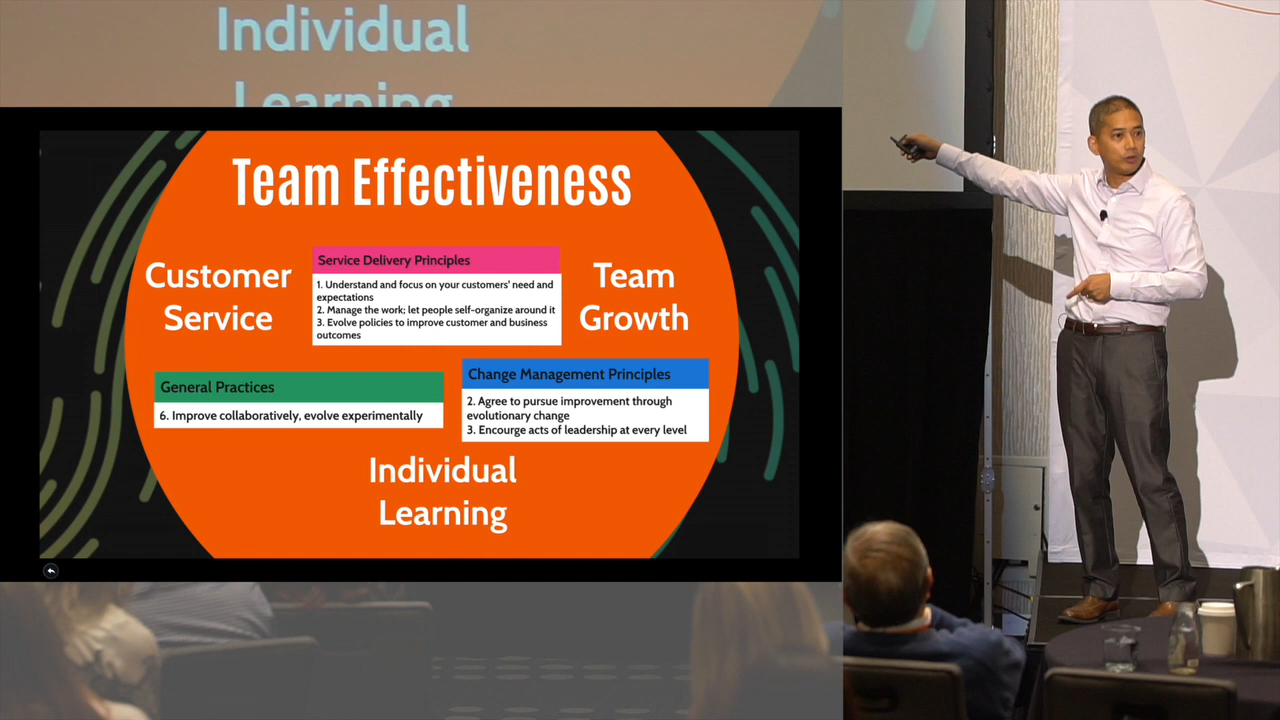 Individual
Learning
Team Effectiveness
Customer
Service
Service Delivery Principles
1. Understand and focus on your customers' need and
expectations
2. Manage the work; let people self-organize around it
3. Evolve policies to improve customer and business
outcomes
Team
Growth
General Practices
6. Improve collaboratively, evolve experimentally
Change Management Principles
2. Agree to pursue improvement through
evolutionary change
3. Encourge acts of leadership at every level
Individual
Learning